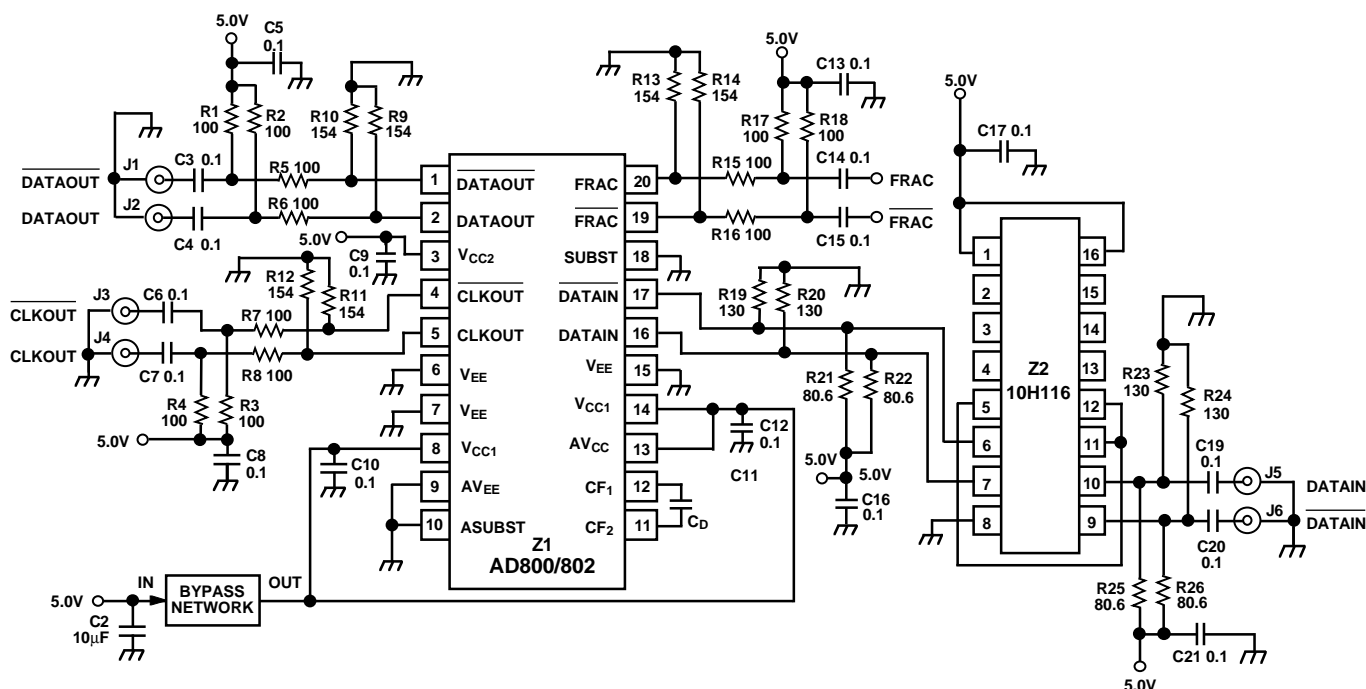 5.0V
C5
0.1
R1
100
R2
100
R10
154
R9
154
DATAOUT
J1
C3 0.1
R5 100
DATAOUT
J2
C4 0.1
R6 100
5.0V
C9
0.1
CLKOUT
J3
C6 0.1
R12
154
R11
154
R7 100
CLKOUT
J4
C7 0.1
R8 100
R4
100
R3
100
5.0V
C8
0.1
C10
0.1
5.0V
IN
BYPASS
NETWORK
OUT
C2
10μF
1
DATAOUT
2
DATAOUT
3
VCC2
4
CLKOUT
5
CLKOUT
6
VEE
7
VEE
8
VCC1
9
AVEE
10
ASUBST
FRAC
20
FRAC
19
SUBST
18
DATAIN
17
DATAIN
16
VEE
15
VCC1
14
AVCC
13
CF1
12
CF2
11
Z1
AD800/802
R13
154
R14
154
5.0V
C13 0.1
R17
100
R18
100
R15 100
C14 0.1
FRAC
R16 100
C15 0.1
FRAC
R19
130
R20
130
R21
80.6
R22
80.6
C12
0.1
C11
CD
5.0V
5.0V
C16
0.1
5.0V
C17 0.1
1
2
3
4
5
6
7
8
16
15
14
13
12
11
10
9
Z2
10H116
R23
130
R24
130
C19
0.1
J5
DATAIN
J6
DATAIN
C20
0.1
R25
80.6
R26
80.6
C21 0.1
5.0V